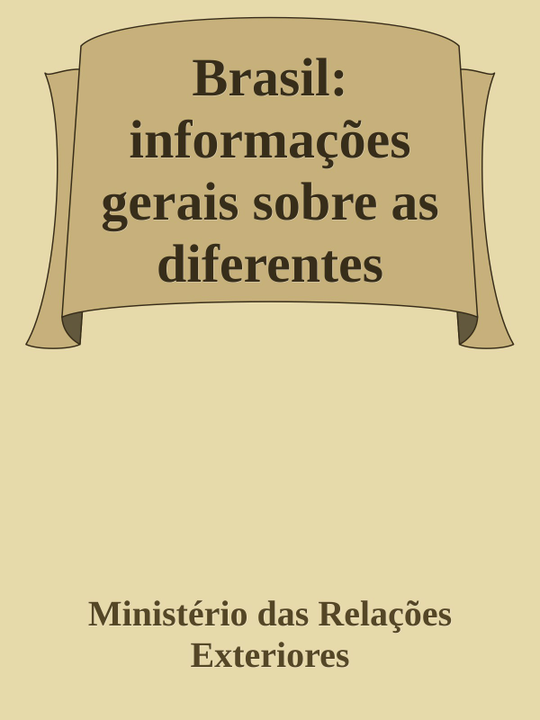 Brasil:
informações
gerais sobre as
diferentes
Ministério das Relações
Exteriores